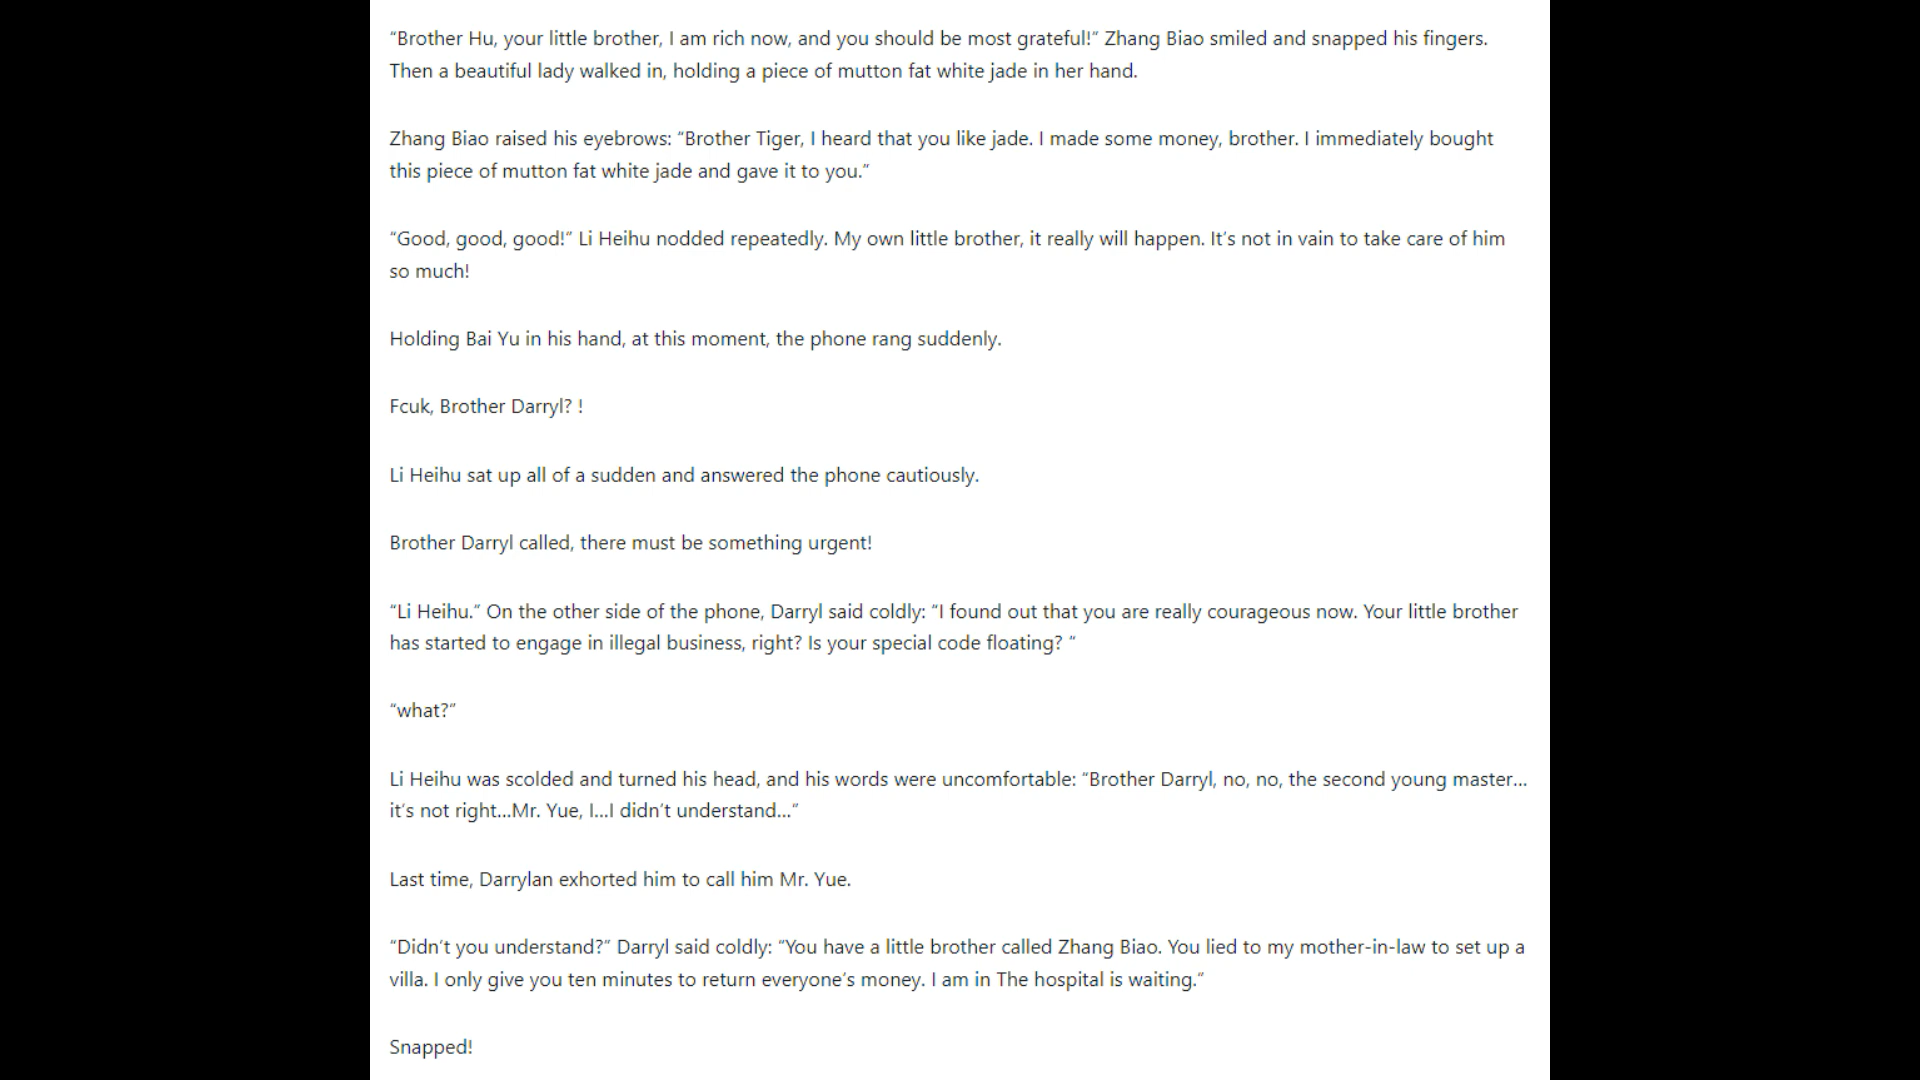 “Brother Hu, your little brother, I am rich now, and you should be most grateful!” Zhang Biao smiled and snapped his fingers.
Then a beautiful lady walked in, holding a piece of mutton fat white jade in her hand.
Zhang Biao raised his eyebrows: “Brother Tiger, I heard that you like jade. I made some money, brother. I immediately bought
this piece of mutton fat white jade and gave it to you.”
“Good, good, good!” Li Heihu nodded repeatedly. My own little brother, it really will happen. It’s not in vain to take care of him
so much!
Holding Bai Yu in his hand, at this moment, the phone rang suddenly.
Fcuk, Brother Darryl? !
Li Heihu sat up all of a sudden and answered the phone cautiously.
Brother Darryl called, there must be something urgent!
“Li Heihu.” On the other side of the phone, Darryl said coldly: “I found out that you are really courageous now. Your little brother
has started to engage in illegal business, right? Is your special code floating? ”
“what?”
Li Heihu was scolded and turned his head, and his words were uncomfortable: “Brother Darryl, no, no, the second young master…
it’s not right…Mr. Yue, I…I didn’t understand…”
Last time, Darrylan exhorted him to call him Mr. Yue.
“Didn’t you understand?” Darryl said coldly: “You have a little brother called Zhang Biao. You lied to my mother-in-law to set up a
villa. I only give you ten minutes to return everyone’s money. I am in The hospital is waiting.”
Snapped!